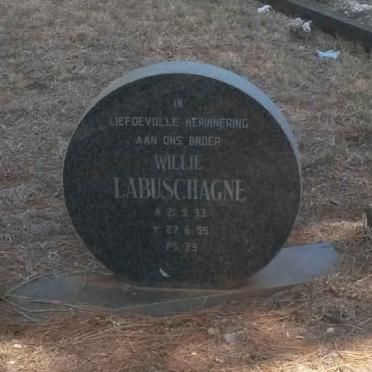 IN
LIEFDEVOLLE HERINNERING
AAN ONS BROER
WILLIE
LABUSCHAGNE
* 21.9.33
† 27.6.95
PS. 23